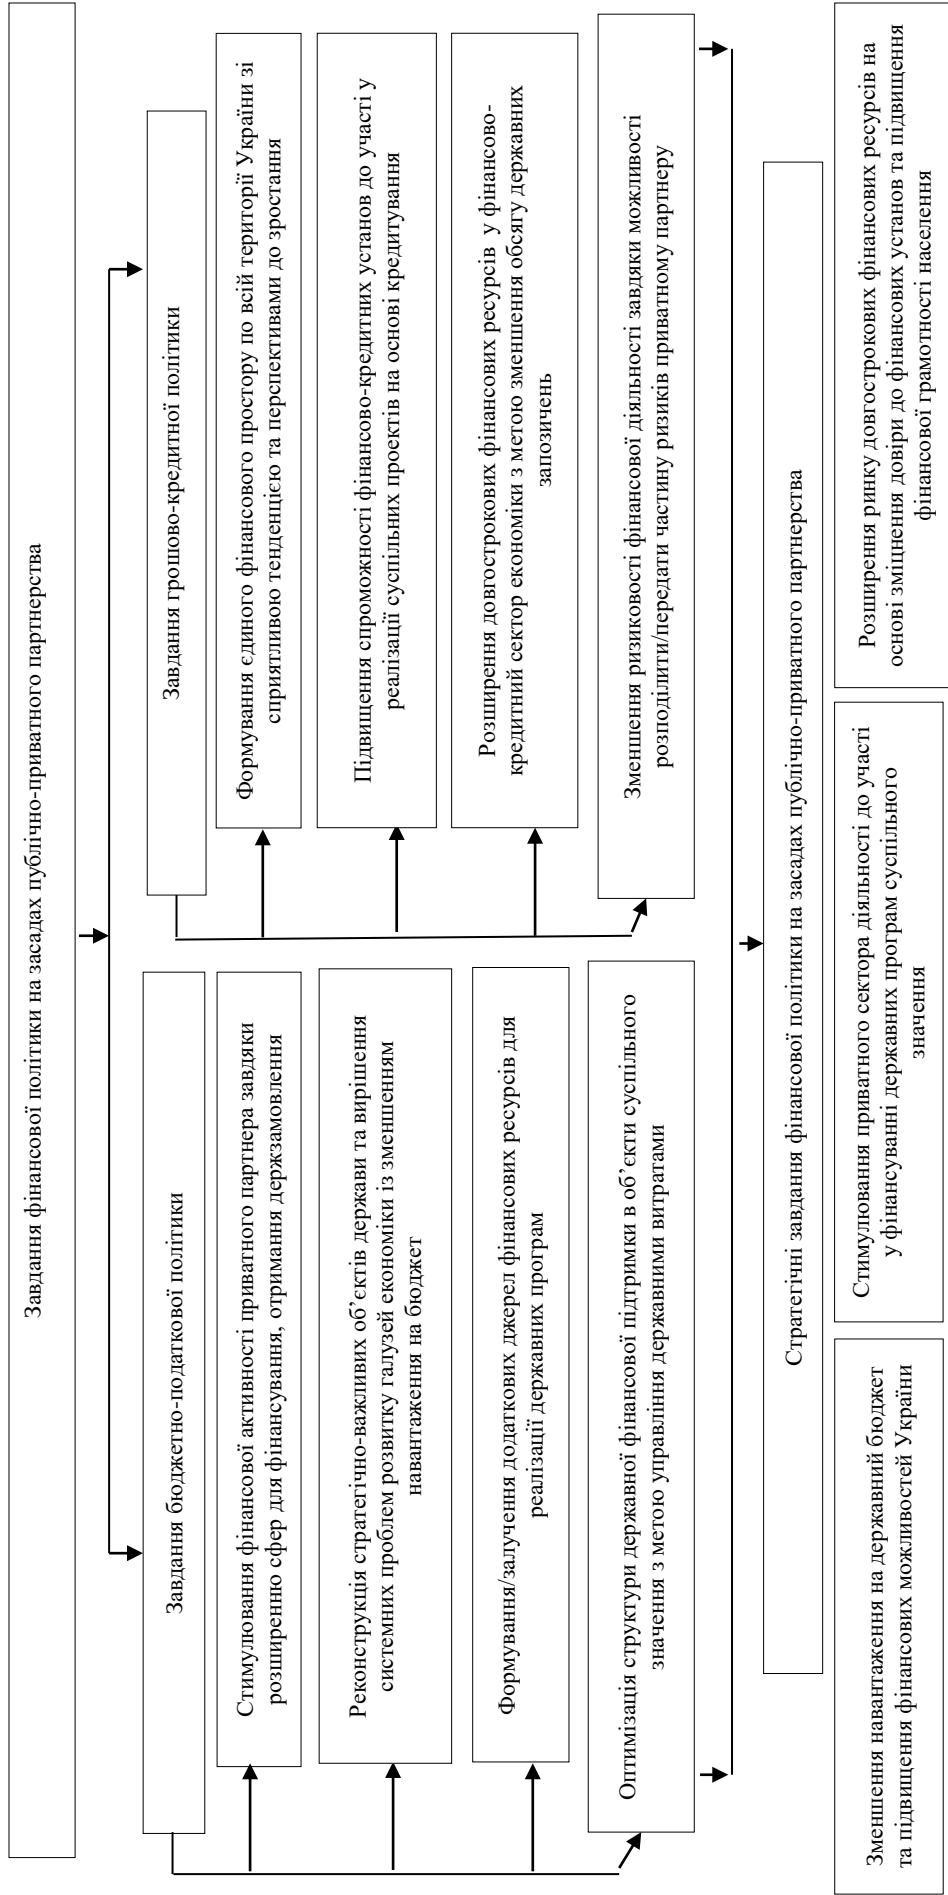 Завдання фінансової політики на засадах публічно-приватного партнерства
Завдання бюджетно-податкової політики
Стимулювання фінансової активності приватного партнера завдяки
розширенню сфер для фінансування, отримання держзамовлення
Реконструкція стратегічно-важливих об’єктів держави та вирішення
системних проблем розвитку галузей економіки із зменшенням
навантаження на бюджет
Формування/залучення додаткових джерел фінансових ресурсів для
реалізації державних програм
Оптимізація структури державної фінансової підтримки в об’єкти суспільного
значення з метою управління державними витратами
Завдання грошово-кредитної політики
Формування єдиного фінансового простору по всій території України зі
сприятливою тенденцією та перспективами до зростання
Підвищення спроможності фінансово-кредитних установ до участі у
реалізації суспільних проектів на основі кредитування
Розширення довгострокових фінансових ресурсів у фінансово-
кредитний сектор економіки з метою зменшення обсягу державних
запозичень
Зменшення ризиковості фінансової діяльності завдяки можливості
розподілити/передати частину ризиків приватному партнеру
Стратегічні завдання фінансової політики на засадах публічно-приватного партнерства
Зменшення навантаження на державний бюджет
та підвищення фінансових можливостей України
Стимулювання приватного сектора діяльності до участі
у фінансуванні державних програм суспільного
значення
Розширення ринку довгострокових фінансових ресурсів на
основі зміцнення довіри до фінансових установ та підвищення
фінансової грамотності населення